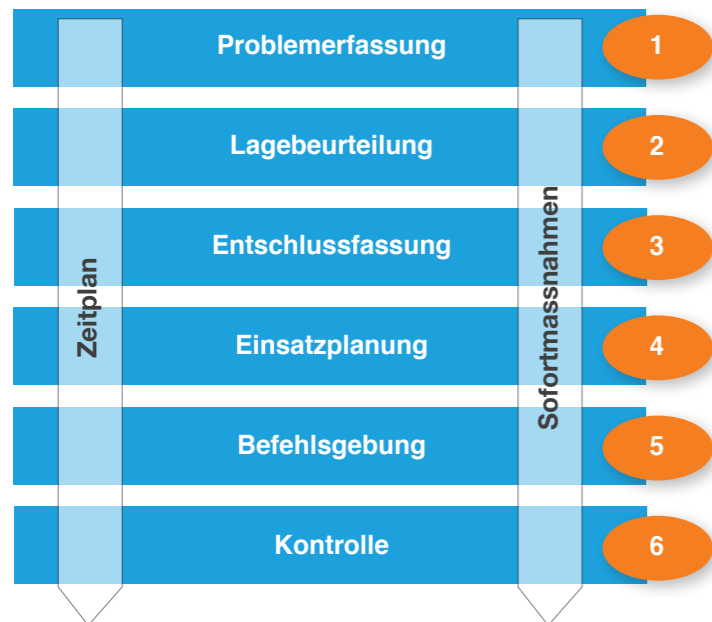 Problemerfassung
1
Lagebeurteilung
2
Entschlussfassung
3
Einsatzplanung
4
Befehlsgebung
5
Kontrolle
6
Zeitplan
Sofortmassnahmen